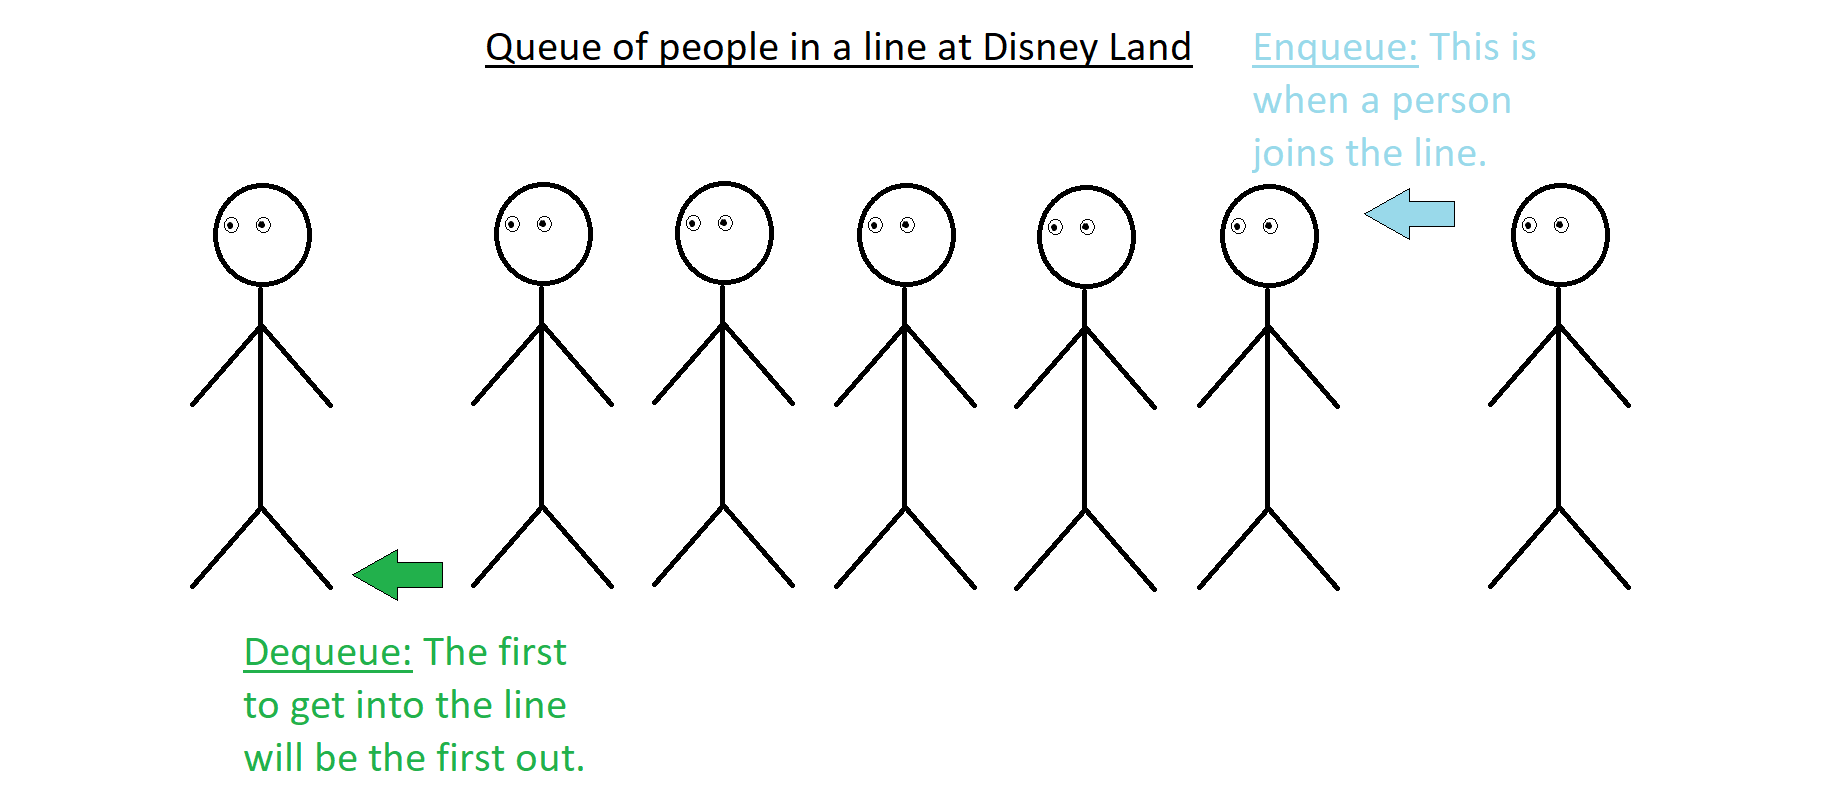 Queue of people in a line at Disney Land
Enqueue: This is
when a person
joins the line.
Dequeue: The first
to get into the line
will be the first out.